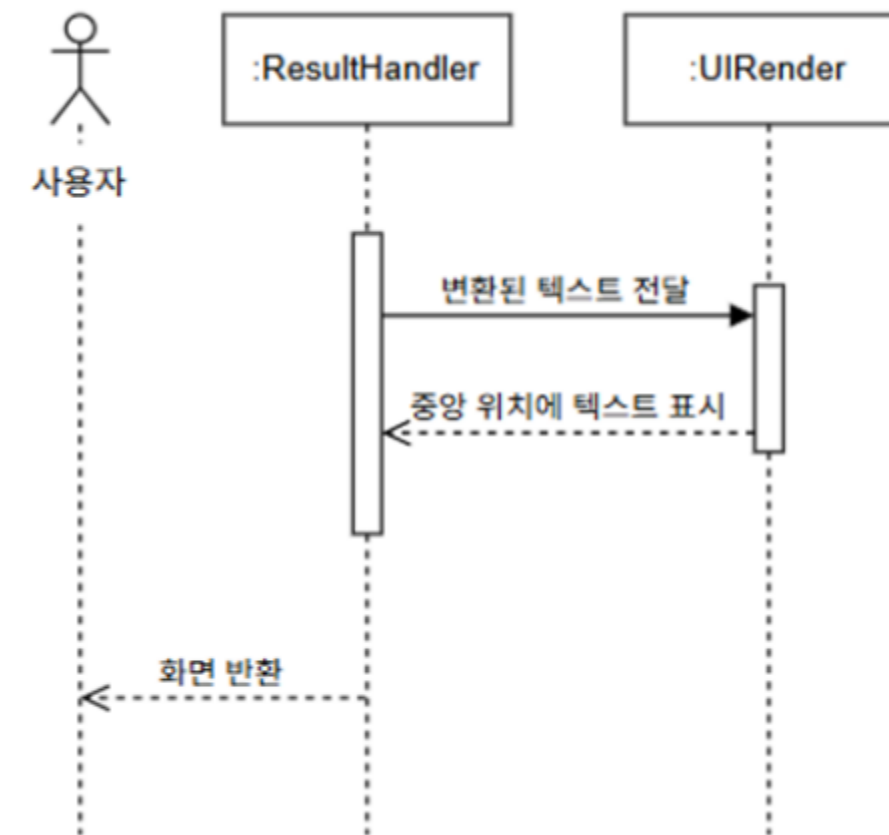 :ResultHandler
:UIRender
사용자
변환된 텍스트 전달
중앙 위치에 텍스트 표시
화면 반환